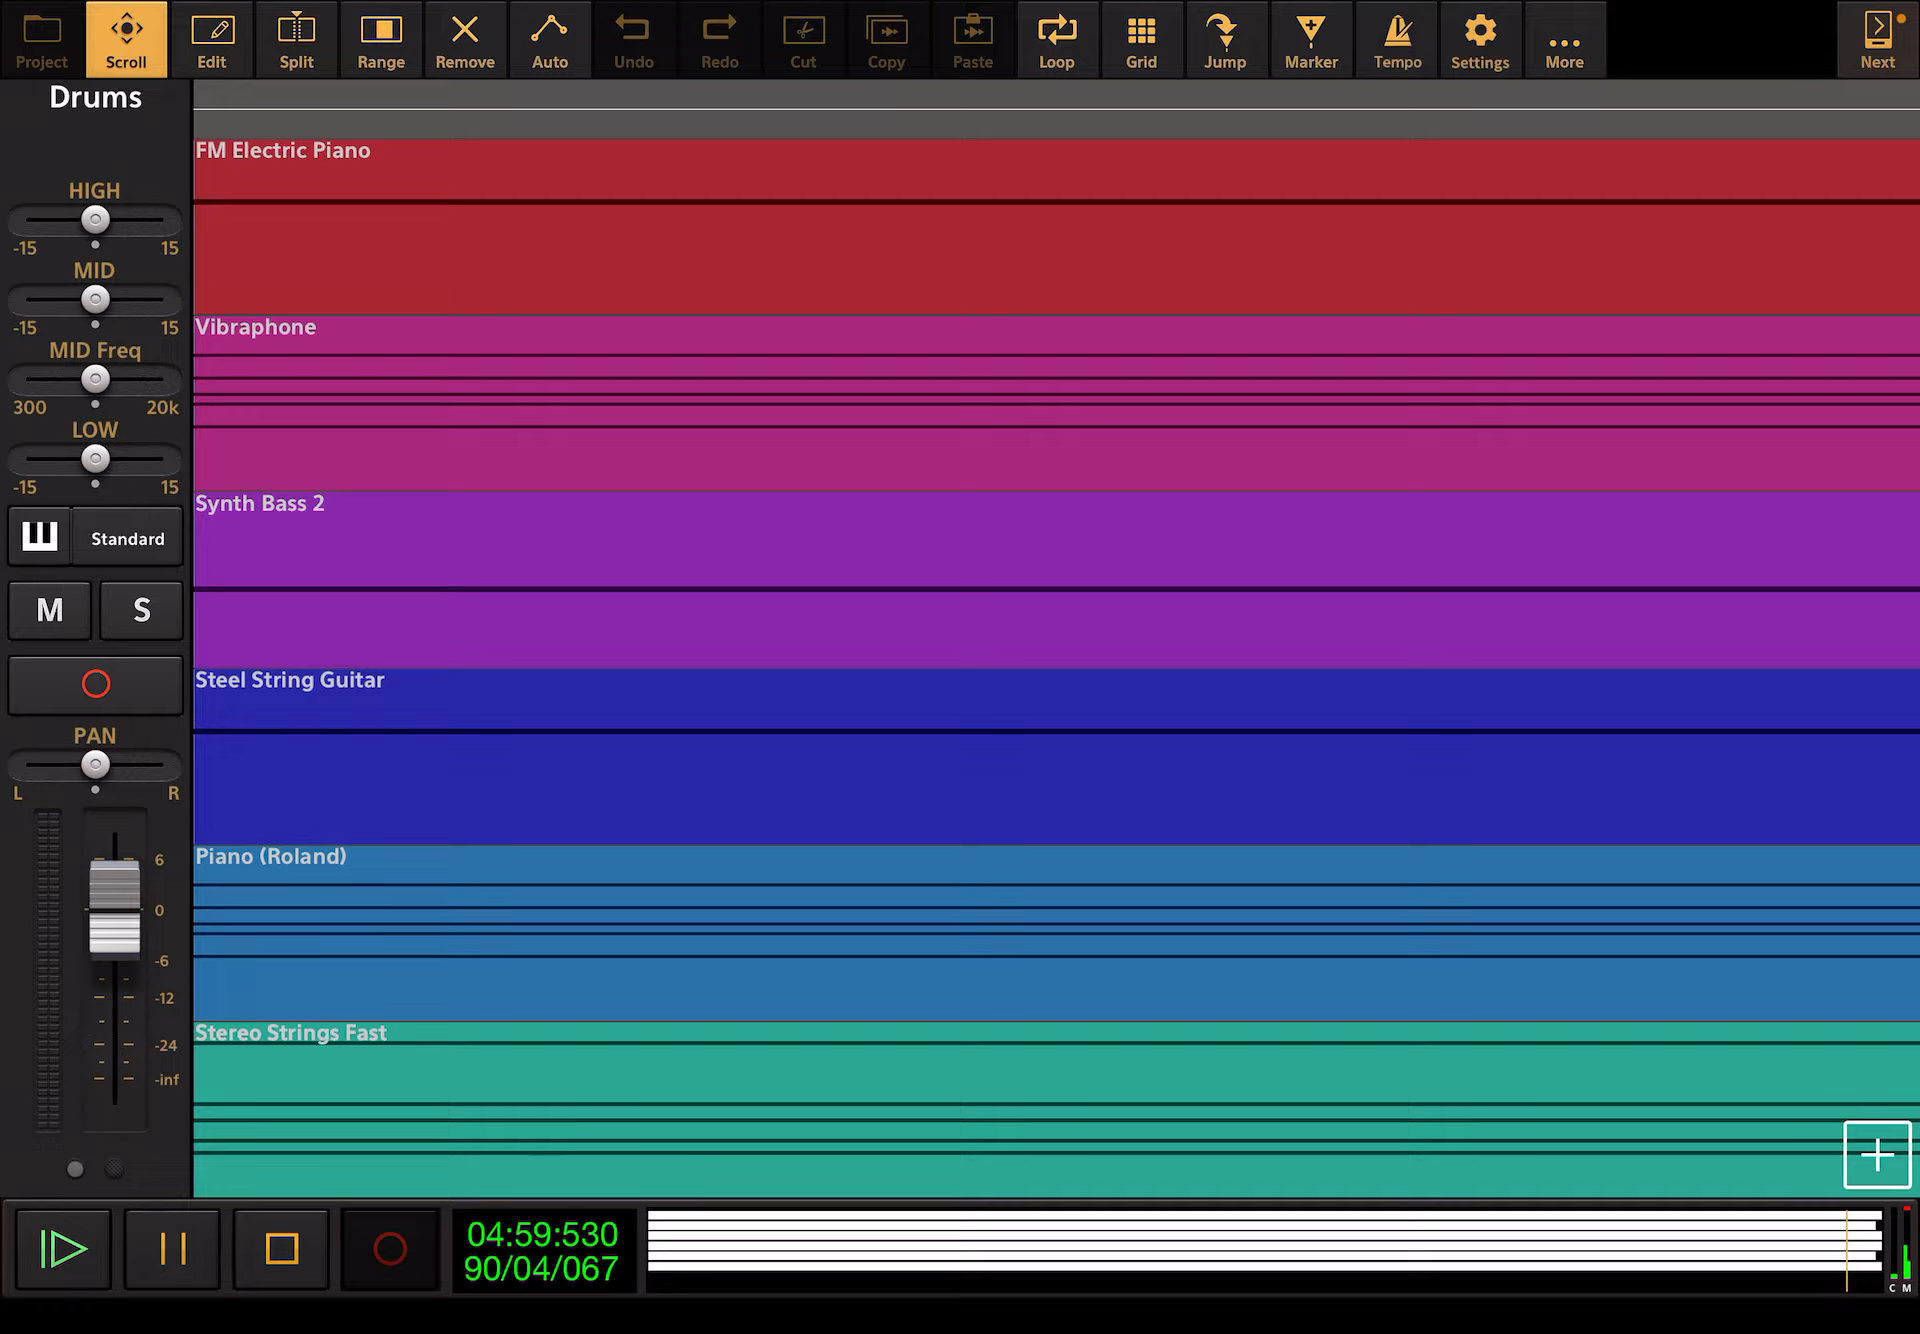 Project Scroll Edit Split Range Remove Auto Undo Redo Cut Copy Paste Loop Grid Jump Marker Tempo Settings More Next
Drums
HIGH
-15 15
MID
-15 15
MID Freq
300 20k
LOW
-15 15
Standard
M S
PAN
L R
6
0
-6
-12
-24
-inf
FM Electric Piano
Vibraphone
Synth Bass 2
Steel String Guitar
Piano (Roland)
Stereo Strings Fast
04:59:530
90/04/067
C M